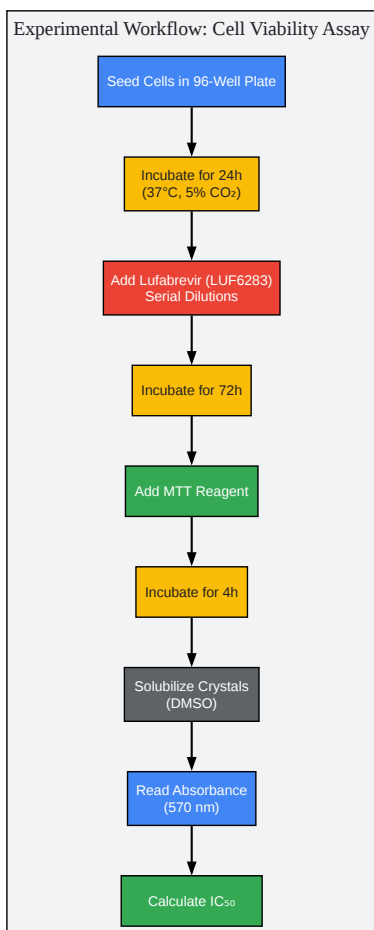 Experimental Workflow: Cell Viability Assay
Seed Cells in 96-Well Plate
Incubate for 24h
(37°C, 5% CO₂)
Add Lufabrevir (LUF6283)
Serial Dilutions
Incubate for 72h
Add MTT Reagent
Incubate for 4h
Solubilize Crystals
(DMSO)
Read Absorbance
(570 nm)
Calculate IC₅₀